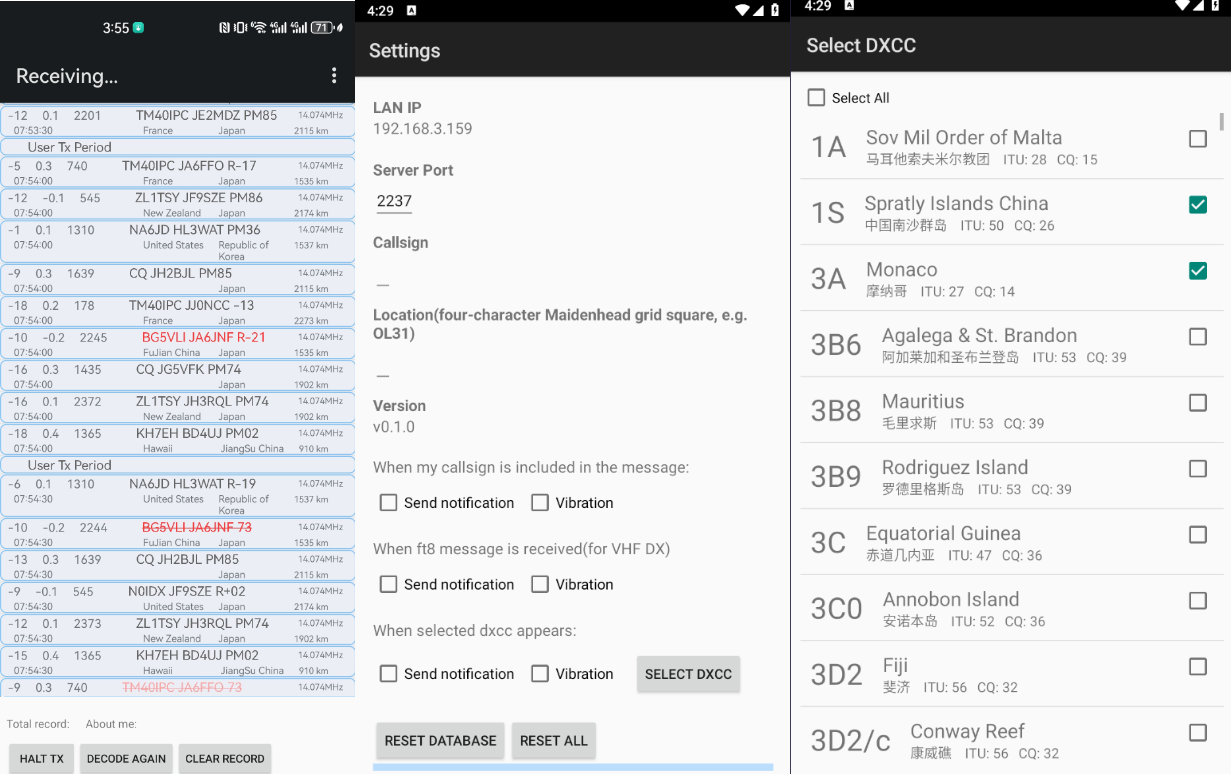 3:55
71
Receiving...
-12 0.1 2201 TM40IPC JE2MDZ PM85 14.074MHz
07:53:30 France Japan 2115 km
User Tx Period
-5 0.3 740 TM40IPC JA6FFO R-17 14.074MHz
07:54:00 France Japan 1535 km
-12 -0.1 545 ZL1TSY JF9SZE PM86 14.074MHz
07:54:00 New Zealand Japan 2174 km
-1 0.1 1310 NA6JD HL3WAT PM36 14.074MHz
07:54:00 United States Republic of Korea 1537 km
-9 0.3 1639 CQ JH2BJL PM85 14.074MHz
07:54:00 Japan 2115 km
-18 0.2 178 TM40IPC JJ0NCC -13 14.074MHz
07:54:00 France Japan 2273 km
-10 -0.2 2245 BG5VLI JA6JNF R-21 14.074MHz
07:54:00 FuJian China Japan 1535 km
-16 0.3 1435 CQ JG5VFK PM74 14.074MHz
07:54:00 Japan 1902 km
-16 0.1 2372 ZL1TSY JH3RQL PM74 14.074MHz
07:54:00 New Zealand Japan 1902 km
-18 0.4 1365 KH7EH BD4UJ PM02 14.074MHz
07:54:00 Hawaii JiangSu China 910 km
User Tx Period
-6 0.1 1310 NA6JD HL3WAT R-19 14.074MHz
07:54:30 United States Republic of Korea 1537 km
-10 -0.2 2244 BG5VLI JA6JNF 73 14.074MHz
07:54:30 FuJian China Japan 1535 km
-13 0.3 1639 CQ JH2BJL PM85 14.074MHz
07:54:30 Japan 2115 km
-9 -0.1 545 N0IDX JF9SZE R+02 14.074MHz
07:54:30 United States Japan 2174 km
-12 0.1 2373 ZL1TSY JH3RQL PM74 14.074MHz
07:54:30 New Zealand Japan 1902 km
-15 0.4 1365 KH7EH BD4UJ PM02 14.074MHz
07:54:30 Hawaii JiangSu China 910 km
-9 0.3 740 TM40IPC JA6FFO 73 14.074MHz
Total record: About me:
HALT TX DECODE AGAIN CLEAR RECORD
4:29
Settings
LAN IP
192.168.3.159
Server Port
2237
Callsign
—
Location(four-character Maidenhead grid square, e.g.
OL31)
—
Version
v0.1.0
When my callsign is included in the message:
Send notification Vibration
When ft8 message is received(for VHF DX)
Send notification Vibration
When selected dxcc appears:
Send notification Vibration SELECT DXCC
RESET DATABASE RESET ALL
4:29
Select DXCC
Select All
1A Sov Mil Order of Malta
马耳他索夫米尔教团 ITU: 28 CQ: 15
1S Spratly Islands China
中国南沙群岛 ITU: 50 CQ: 26
3A Monaco
摩纳哥 ITU: 27 CQ: 14
3B6 Agalega & St. Brandon
阿加莱加和圣布兰登岛 ITU: 53 CQ: 39
3B8 Mauritius
毛里求斯 ITU: 53 CQ: 39
3B9 Rodriguez Island
罗德里格斯岛 ITU: 53 CQ: 39
3C Equatorial Guinea
赤道几内亚 ITU: 47 CQ: 36
3C0 Annobon Island
安诺本岛 ITU: 52 CQ: 36
3D2 Fiji
斐济 ITU: 56 CQ: 32
3D2/c Conway Reef
康威礁 ITU: 56 CQ: 32